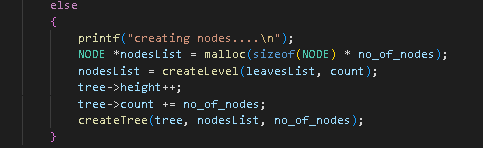 else
{
printf("creating nodes....\n");
NODE *nodesList = malloc(sizeof(NODE) * no_of_nodes);
nodesList = createLevel(leavesList, count);
tree->height++;
tree->count += no_of_nodes;
createTree(tree, nodesList, no_of_nodes);
}